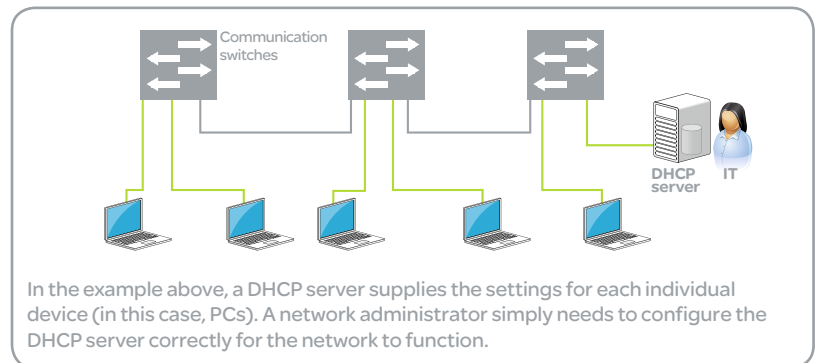 Communication
switches
DHCP
server
IT
In the example above, a DHCP server supplies the settings for each individual
device (in this case, PCs). A network administrator simply needs to configure the
DHCP server correctly for the network to function.